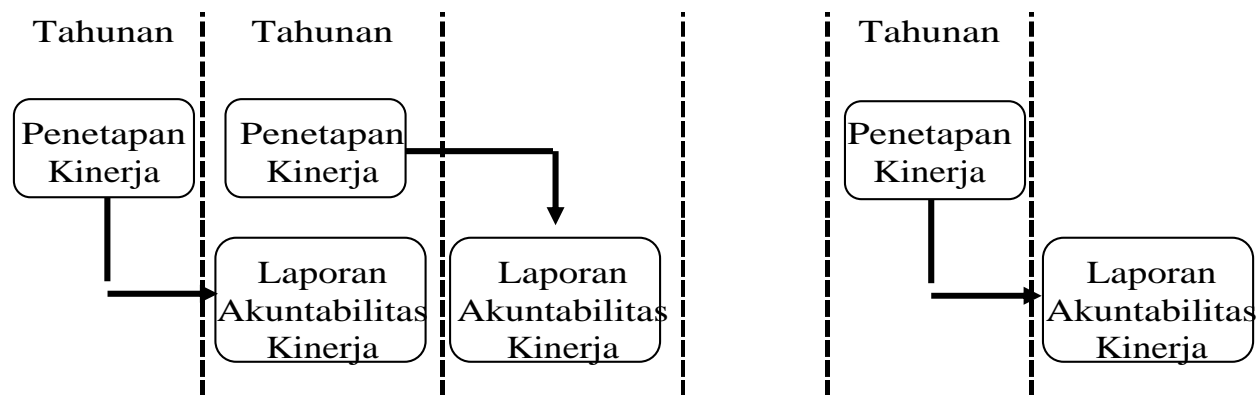 Tahunan
Tahunan
Tahunan
Penetapan
Kinerja
Penetapan
Kinerja
Penetapan
Kinerja
Laporan
Akuntabilitas
Kinerja
Laporan
Akuntabilitas
Kinerja
Laporan
Akuntabilitas
Kinerja